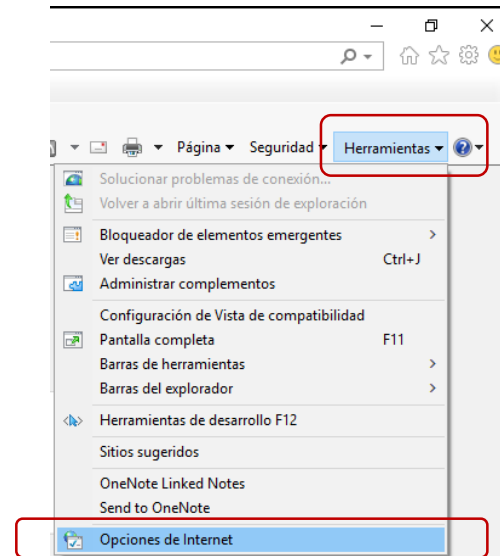 Página Seguridad Herramientas
Solucionar problemas de conexión...
Volver a abrir última sesión de exploración
Bloqueador de elementos emergentes
Ver descargas Ctrl+J
Administrar complementos
Configuración de Vista de compatibilidad
Pantalla completa F11
Barras de herramientas
Barras del explorador
Herramientas de desarrollo F12
Sitios sugeridos
OneNote Linked Notes
Send to OneNote
Opciones de Internet